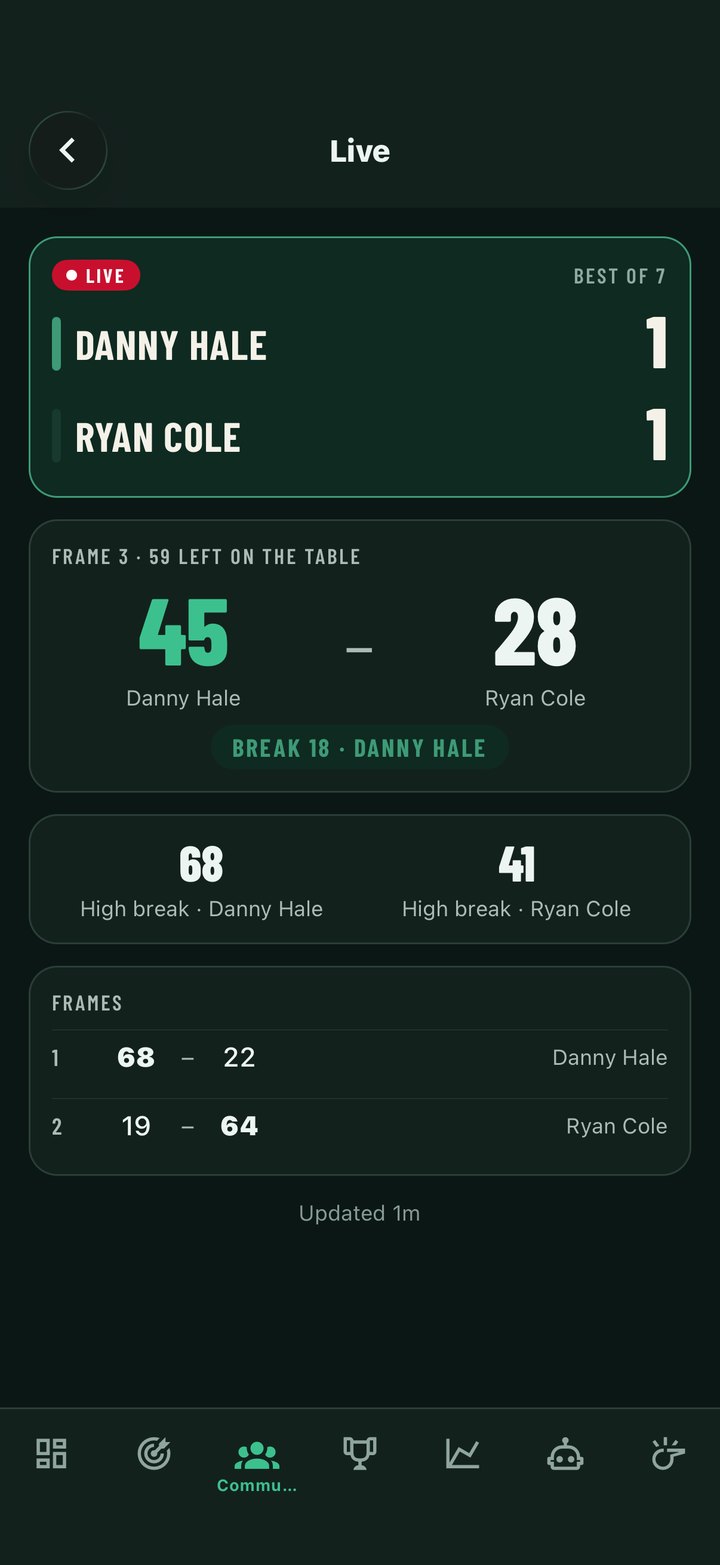 Live
LIVE
BEST OF 7
DANNY HALE 1
RYAN COLE 1
FRAME 3 · 59 LEFT ON THE TABLE
45 – 28
Danny Hale Ryan Cole
BREAK 18 · DANNY HALE
68 41
High break · Danny Hale High break · Ryan Cole
FRAMES
1 68 – 22 Danny Hale
2 19 – 64 Ryan Cole
Updated 1m
Commu...